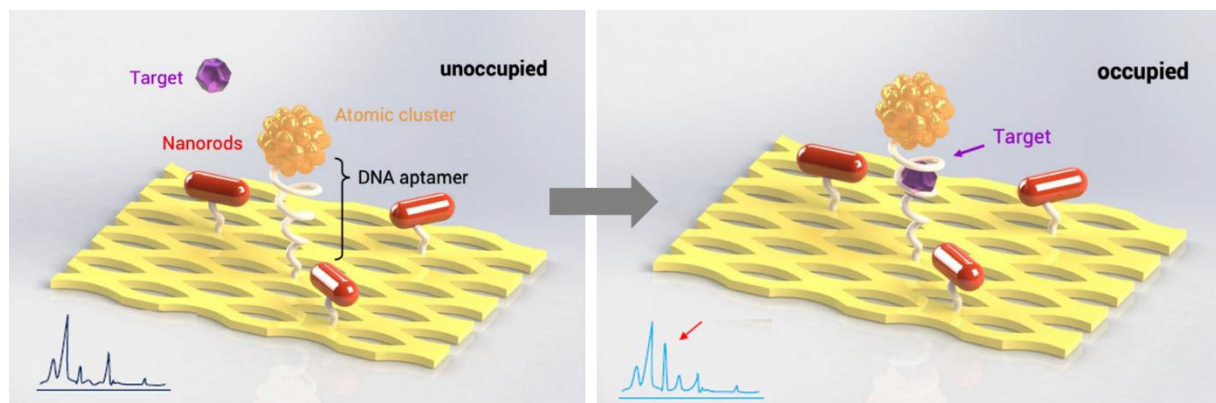 Target
unoccupied
Atomic cluster
Nanorods
DNA aptamer
occupied
Target